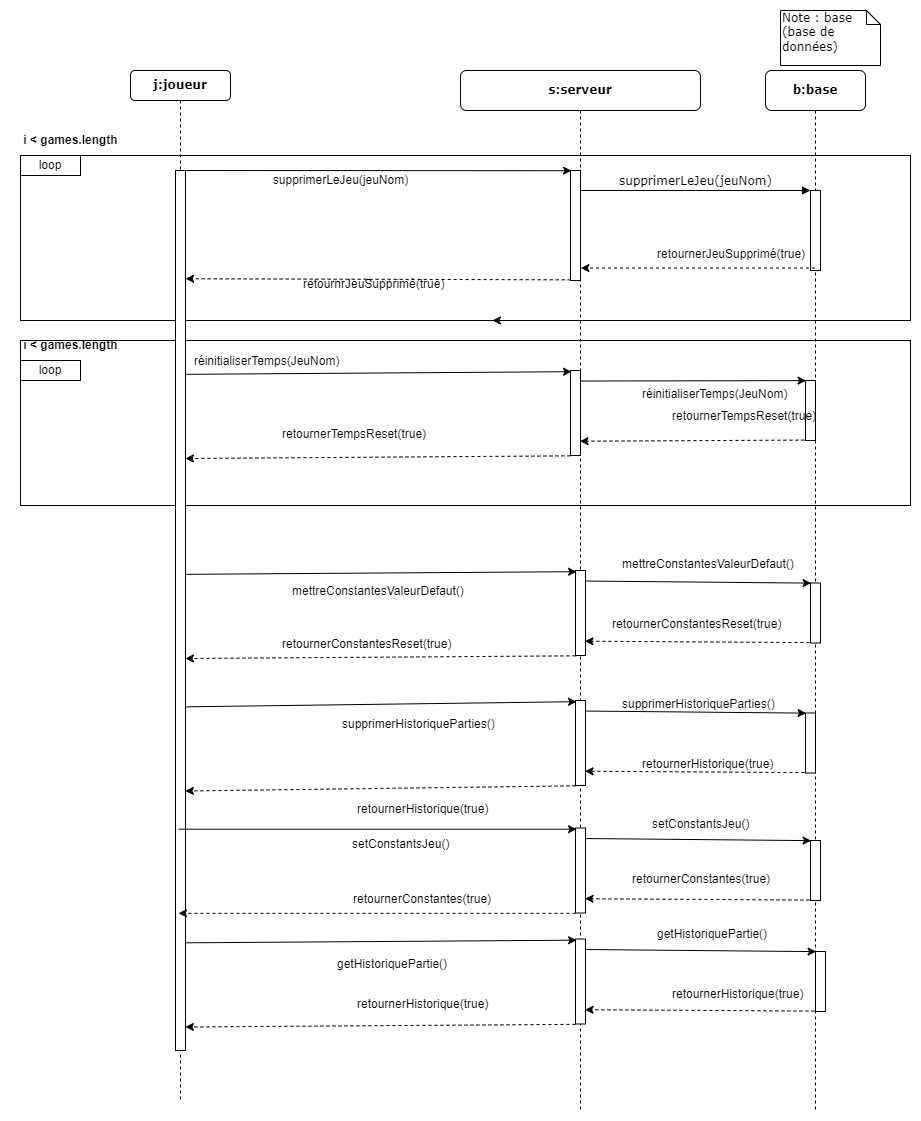 Note : base
(base de
données)
j:joueur
s:serveur
b:base
i < games.length
loop
supprimerLeJeu(jeuNom)
supprimerLeJeu(jeuNom)
retournerJeuSupprimé(true)
retournrJeuSupprimé(true)
i < games.length
loop
réinitialiserTemps(JeuNom)
réinitialiserTemps(JeuNom)
retournerTempsReset(true)
retournerTempsReset(true)
mettreConstantesValeurDefaut()
mettreConstantesValeurDefaut()
retournerConstantesReset(true)
retournerConstantesReset(true)
supprimerHistoriqueParties()
supprimerHistoriqueParties()
retournerHistorique(true)
retournerHistorique(true)
setConstantsJeu()
setConstantsJeu()
retournerConstantes(true)
retournerConstantes(true)
getHistoriquePartie()
getHistoriquePartie()
retournerHistorique(true)
retournerHistorique(true)